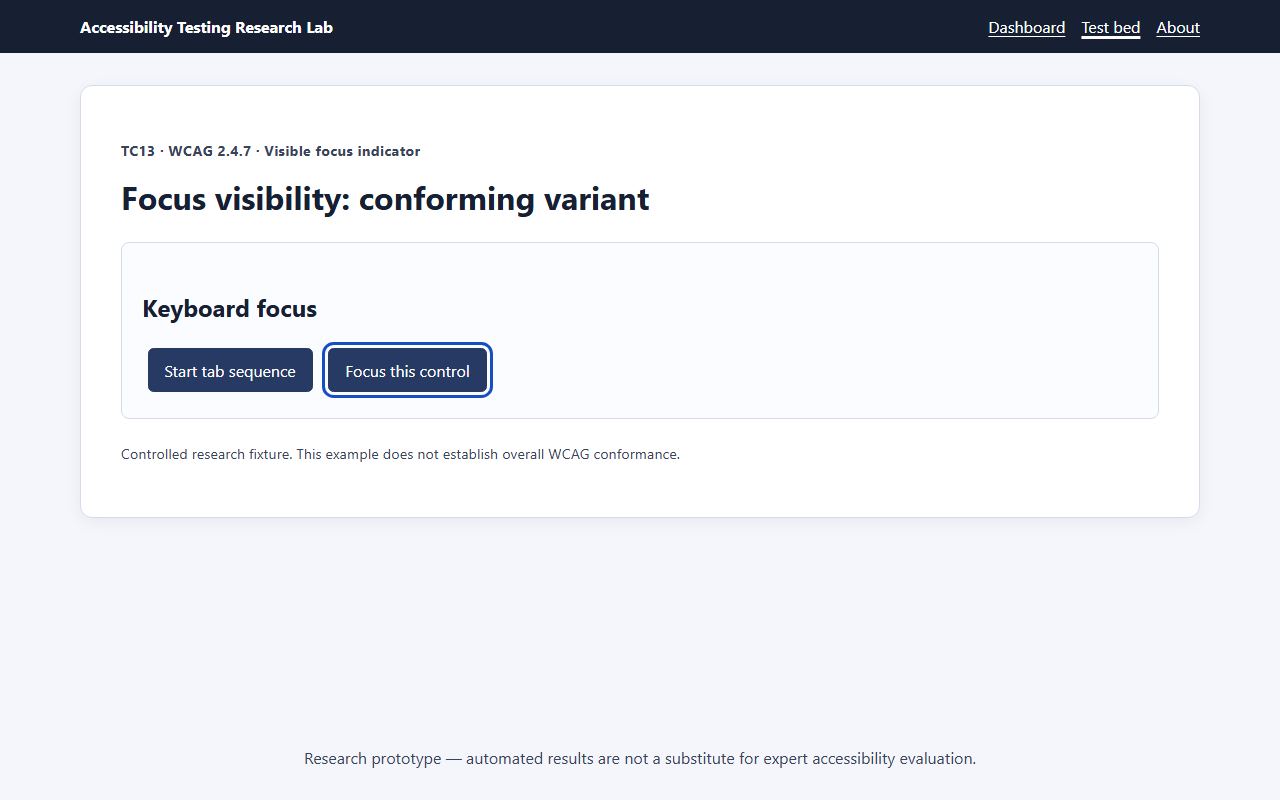 Accessibility Testing Research Lab
Dashboard Test bed About
TC13 · WCAG 2.4.7 · Visible focus indicator
Focus visibility: conforming variant
Keyboard focus
Start tab sequence Focus this control
Controlled research fixture. This example does not establish overall WCAG conformance.
Research prototype — automated results are not a substitute for expert accessibility evaluation.